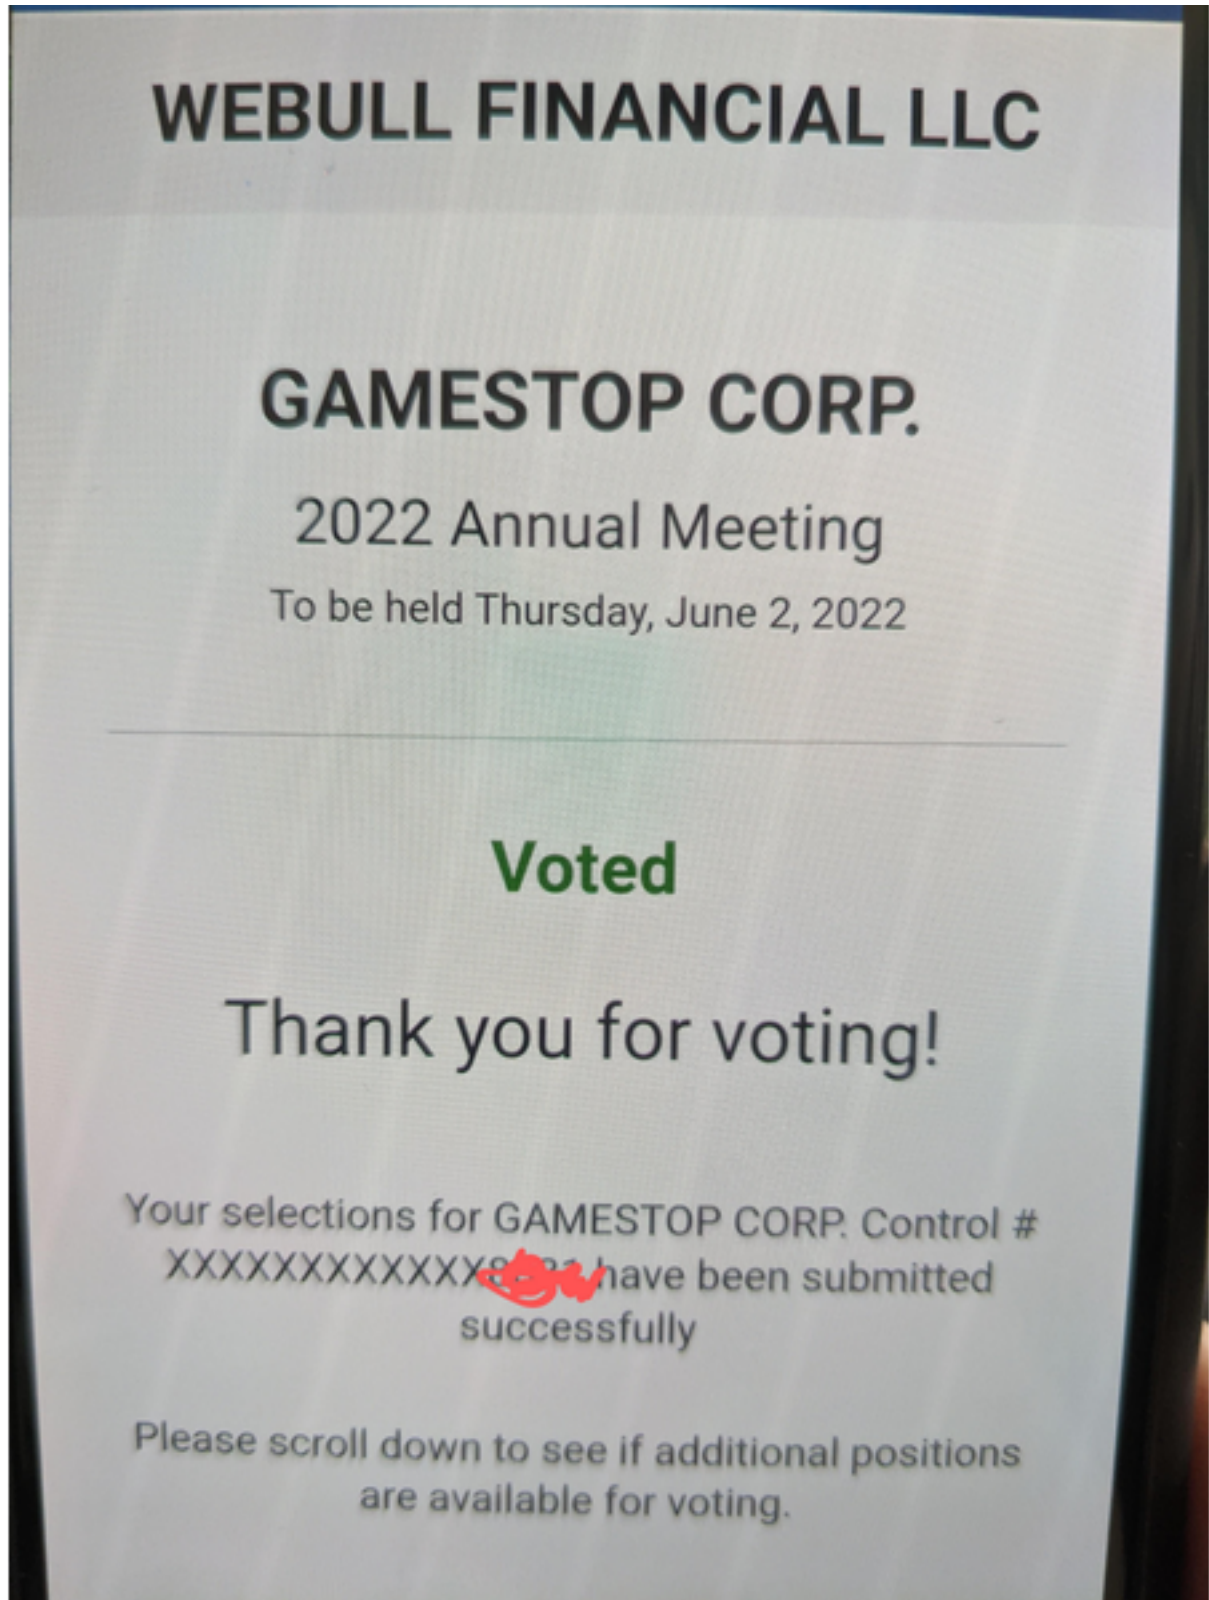 WEBULL FINANCIAL LLC
GAMESTOP CORP.
2022 Annual Meeting
To be held Thursday, June 2, 2022
Voted
Thank you for voting!
Your selections for GAMESTOP CORP. Control #
have been submitted
successfully
Please scroll down to see if additional positions
are available for voting.